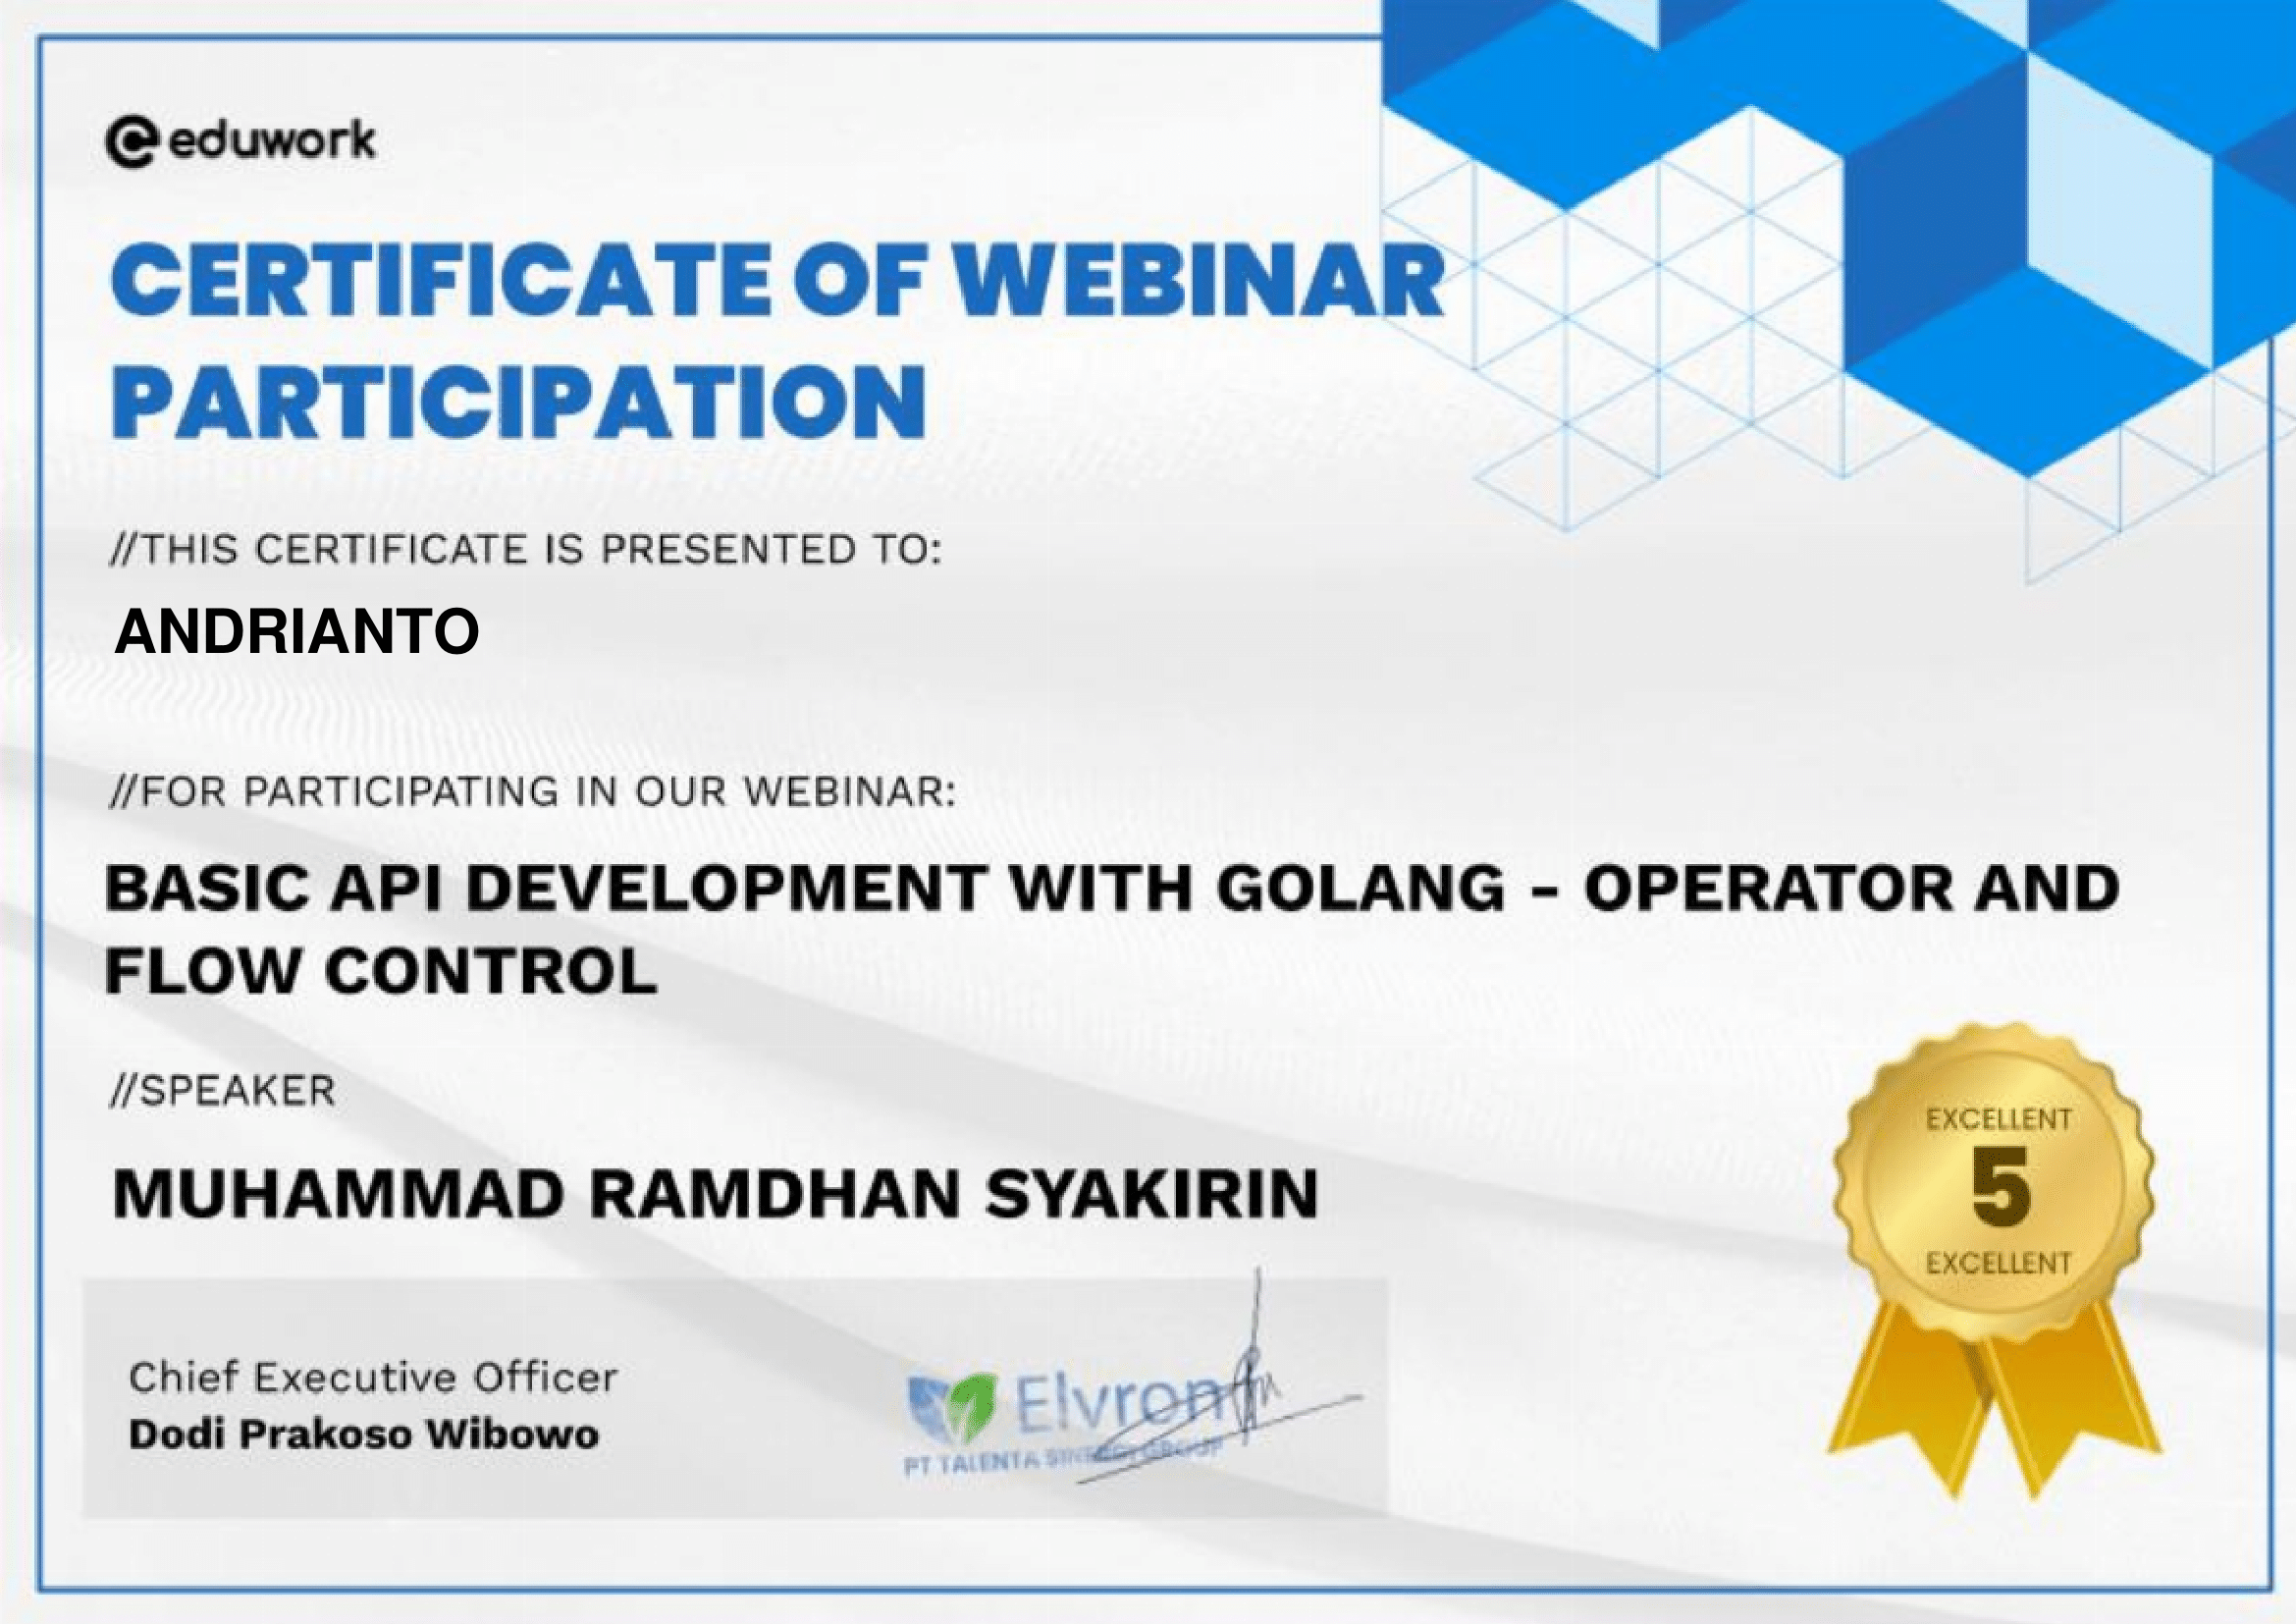 eduwork
CERTIFICATE OF WEBINAR
PARTICIPATION
//THIS CERTIFICATE IS PRESENTED TO:
ANDRIANTO
//FOR PARTICIPATING IN OUR WEBINAR:
BASIC API DEVELOPMENT WITH GOLANG - OPERATOR AND
FLOW CONTROL
//SPEAKER
MUHAMMAD RAMDHAN SYAKIRIN
EXCELLENT
5
EXCELLENT
Chief Executive Officer
Dodi Prakoso Wibowo
Elvron
PT TALENTA SINERGI GROUP